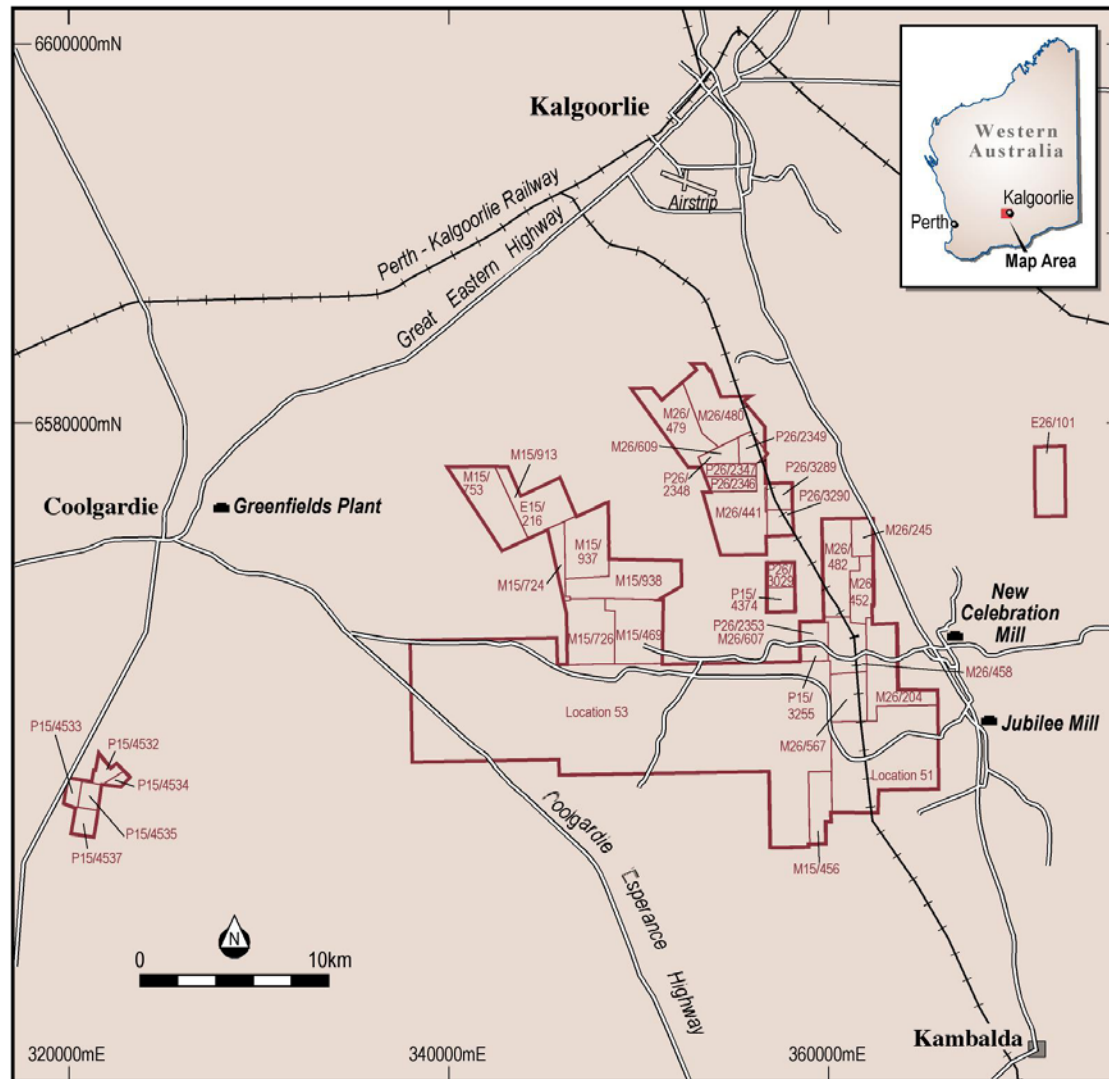 6600000mN
Kalgoorlie
Western
Australia
Kalgoorlie
Perth
Map Area
Airstrip
Perth - Kalgoorlie Railway
Great Eastern Highway
6580000mN
M26/
479
M26/480
M26/609
P26/2349
P26/
2348
P26/2347
P26/2346
P26/3289
P26/3290
M26/441
E26/101
M15/913
M15/
753
E15/
216
Coolgardie
Greenfields Plant
M15/
937
M15/724
M15/938
M26/
482
M26/245
M26/
452
P26/
3029
P15/
4374
New
Celebration
Mill
P26/2353
M26/607
M15/726
M15/469
M26/458
P15/
3255
M26/204
Location 53
M26/567
Jubilee Mill
Location 51
P15/4533
P15/4532
P15/4534
P15/4535
P15/4537
M15/456
Coolgardie
Esperance
Highway
N
0
10km
320000mE
340000mE
360000mE
Kambalda